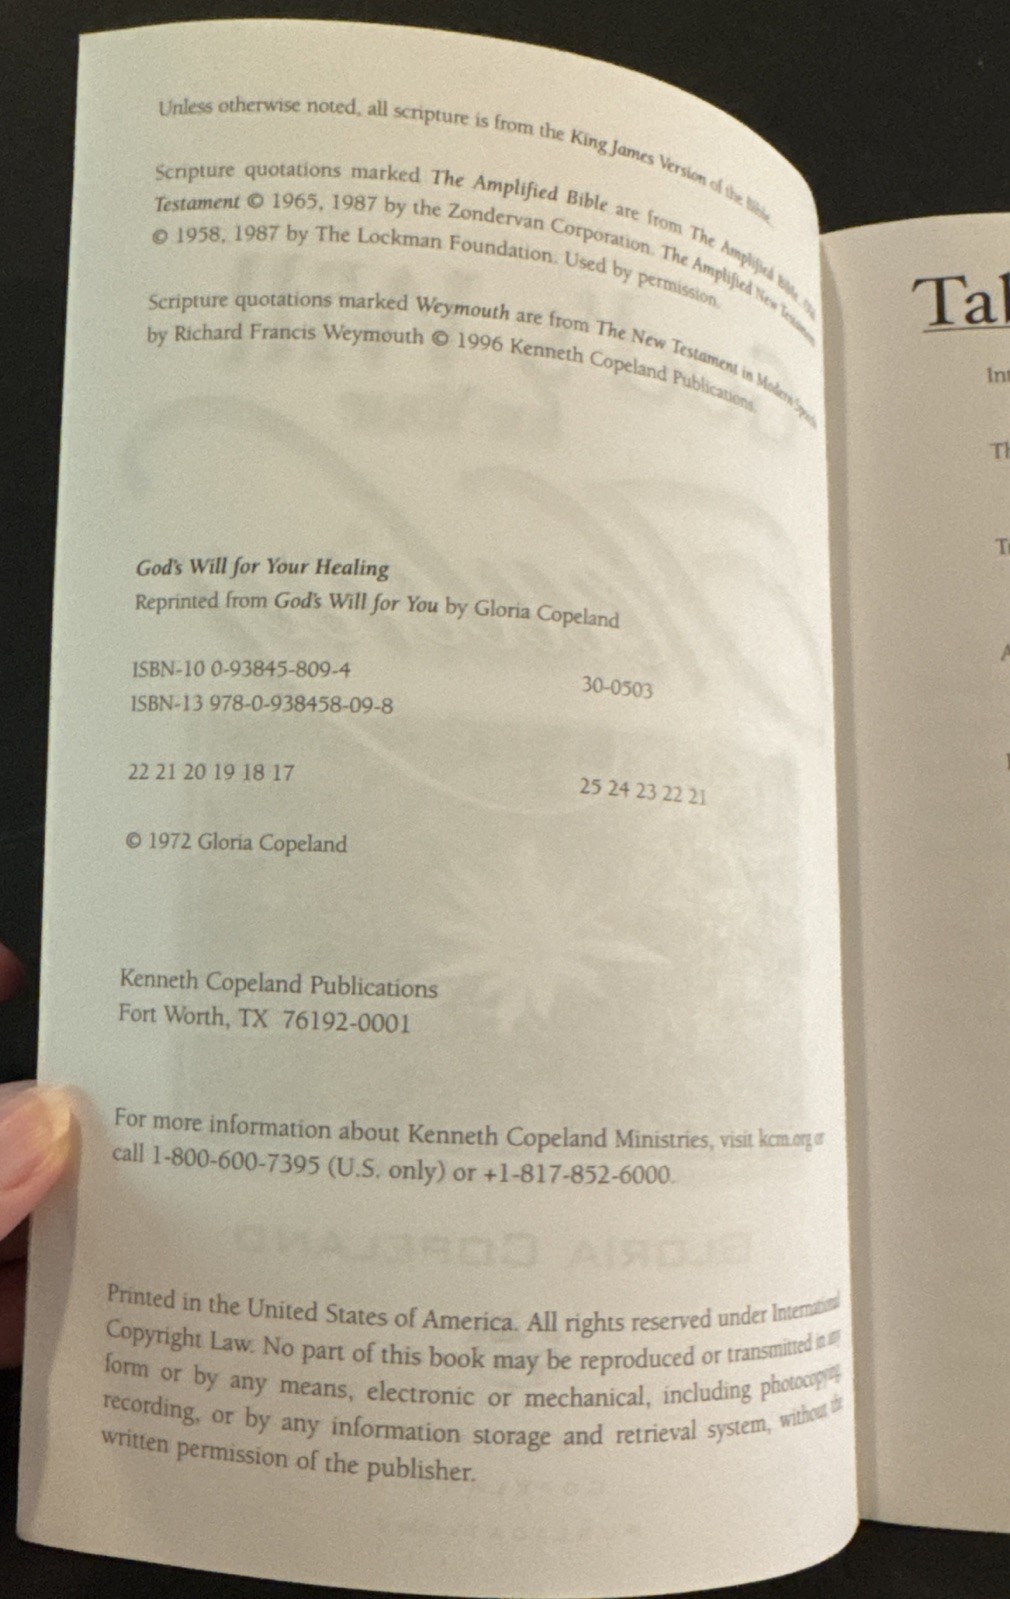 Unless otherwise noted, all scripture is from the King James Version of the Bible.
Scripture quotations marked The Amplified Bible are from The Amplified Bible, Old
Testament © 1965, 1987 by the Zondervan Corporation. The Amplified New Testament
© 1958, 1987 by The Lockman Foundation. Used by permission.
Scripture quotations marked Weymouth are from The New Testament in Modern Speech
by Richard Francis Weymouth © 1996 Kenneth Copeland Publications.
God's Will for Your Healing
Reprinted from God's Will for You by Gloria Copeland
ISBN-10 0-93845-809-4 30-0503
ISBN-13 978-0-938458-09-8
22 21 20 19 18 17 25 24 23 22 21
© 1972 Gloria Copeland
Kenneth Copeland Publications
Fort Worth, TX 76192-0001
For more information about Kenneth Copeland Ministries, visit kcm.org or
call 1-800-600-7395 (U.S. only) or +1-817-852-6000.
GLORIA COPELAND
Printed in the United States of America. All rights reserved under International
Copyright Law. No part of this book may be reproduced or transmitted in any
form or by any means, electronic or mechanical, including photocopying,
recording, or by any information storage and retrieval system, without the
written permission of the publisher.
Tal
Int
Th